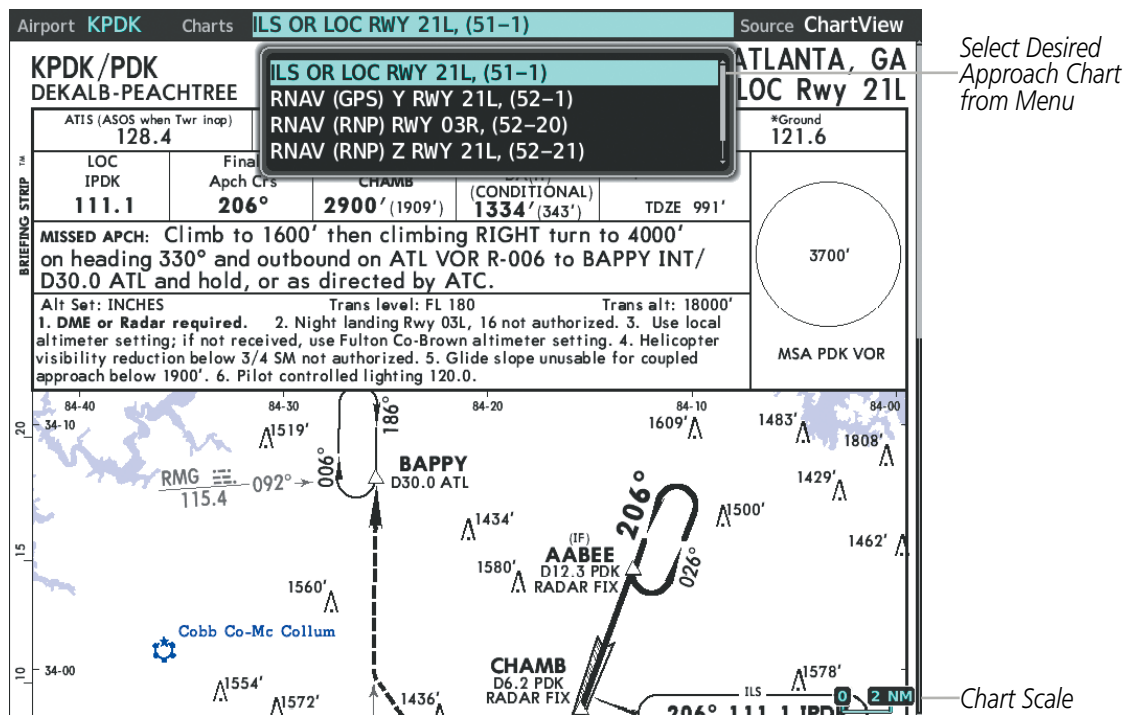 Airport KPDK Charts ILS OR LOC RWY 21L, (51–1) Source ChartView
Select Desired
Approach Chart
from Menu
KPDK/PDK
DEKALB-PEACHTREE
ATLANTA, GA
LOC Rwy 21L
ILS OR LOC RWY 21L, (51–1)
RNAV (GPS) Y RWY 21L, (52–1)
RNAV (RNP) RWY 03R, (52–20)
RNAV (RNP) Z RWY 21L, (52–21)
ATIS (ASOS when Twr inop)
128.4
*Ground
121.6
BRIEFING STRIP TM
LOC
IPDK
111.1
Final
Apch Crs
206°
CHAMB
2900′ (1909′)
(CONDITIONAL)
1334′ (343′)
TDZE 991′
MISSED APCH: Climb to 1600′ then climbing RIGHT turn to 4000′
on heading 330° and outbound on ATL VOR R-006 to BAPPY INT/
D30.0 ATL and hold, or as directed by ATC.
3700′
MSA PDK VOR
Alt Set: INCHES Trans level: FL 180 Trans alt: 18000′
1. DME or Radar required. 2. Night landing Rwy 03L, 16 not authorized. 3. Use local
altimeter setting; if not received, use Fulton Co-Brown altimeter setting. 4. Helicopter
visibility reduction below 3/4 SM not authorized. 5. Glide slope unusable for coupled
approach below 1900′. 6. Pilot controlled lighting 120.0.
84-40 84-30 84-20 84-10 84-00
20
34-10
1519′
186°
006°
1609′
1483′
1808′
BAPPY
D30.0 ATL
RMG
115.4
092°
1429′
206°
1500′
1434′
1462′
(IF)
AABEE
D12.3 PDK
RADAR FIX
026°
15
1580′
1560′
Cobb Co-Mc Collum
10
34-00
CHAMB
D6.2 PDK
RADAR FIX
1578′
1554′
1572′
1436′
ILS
206° 111.1 IPDK
0 2 NM
Chart Scale